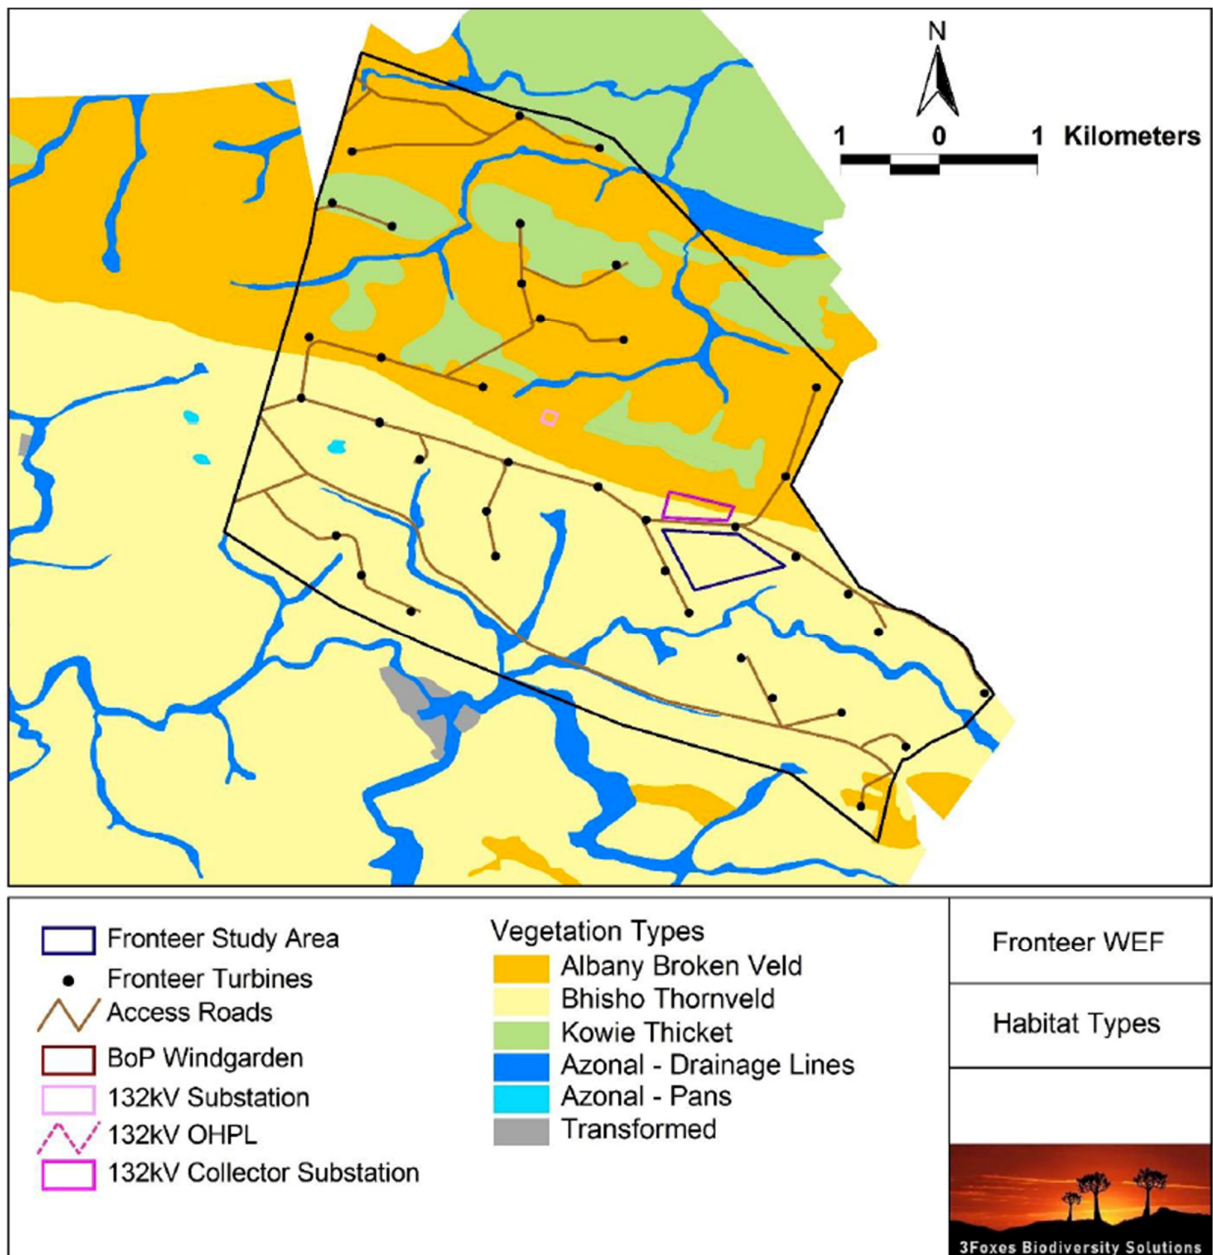 N
1 0 1 Kilometers
Fronteer Study Area
Fronteer Turbines
Access Roads
BoP Windgarden
132kV Substation
132kV OHPL
132kV Collector Substation
Vegetation Types
Albany Broken Veld
Bhisho Thornveld
Kowie Thicket
Azonal - Drainage Lines
Azonal - Pans
Transformed
Fronteer WEF
Habitat Types
3Foxes Biodiversity Solutions